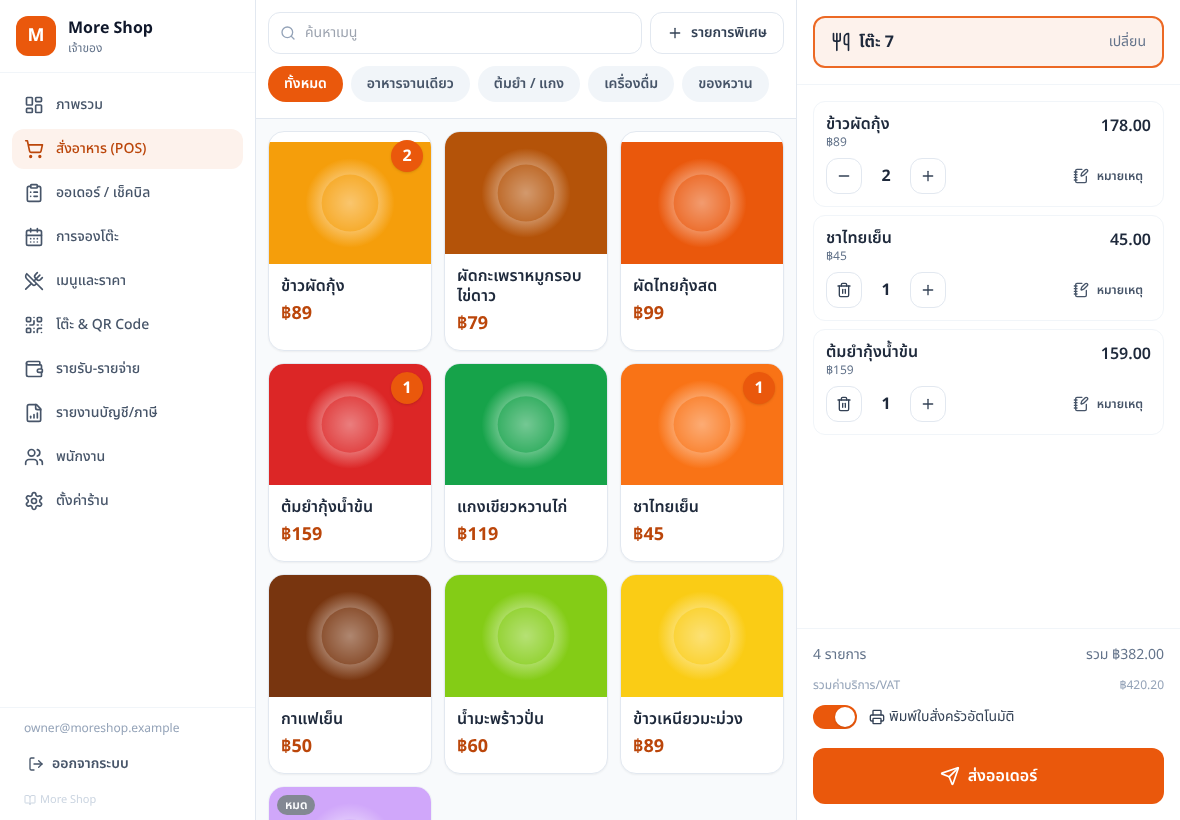 M
More Shop
เจ้าของ
ภาพรวม
สั่งอาหาร (POS)
ออเดอร์ / เช็คบิล
การจองโต๊ะ
เมนูและราคา
โต๊ะ & QR Code
รายรับ-รายจ่าย
รายงานบัญชี/ภาษี
พนักงาน
ตั้งค่าร้าน
owner@moreshop.example
ออกจากระบบ
More Shop
ค้นหาเมนู
รายการพิเศษ
ทั้งหมด
อาหารจานเดียว
ต้มยำ / แกง
เครื่องดื่ม
ของหวาน
2
ข้าวผัดกุ้ง
฿89
ผัดกะเพราหมูกรอบ
ไข่ดาว
฿79
ผัดไทยกุ้งสด
฿99
1
ต้มยำกุ้งน้ำข้น
฿159
แกงเขียวหวานไก่
฿119
1
ชาไทยเย็น
฿45
กาแฟเย็น
฿50
น้ำมะพร้าวปั่น
฿60
ข้าวเหนียวมะม่วง
฿89
หมด
โต๊ะ 7
เปลี่ยน
ข้าวผัดกุ้ง
178.00
฿89
2
หมายเหตุ
ชาไทยเย็น
45.00
฿45
1
หมายเหตุ
ต้มยำกุ้งน้ำข้น
159.00
฿159
1
หมายเหตุ
4 รายการ
รวม ฿382.00
รวมค่าบริการ/VAT
฿420.20
พิมพ์ใบสั่งครัวอัตโนมัติ
ส่งออเดอร์